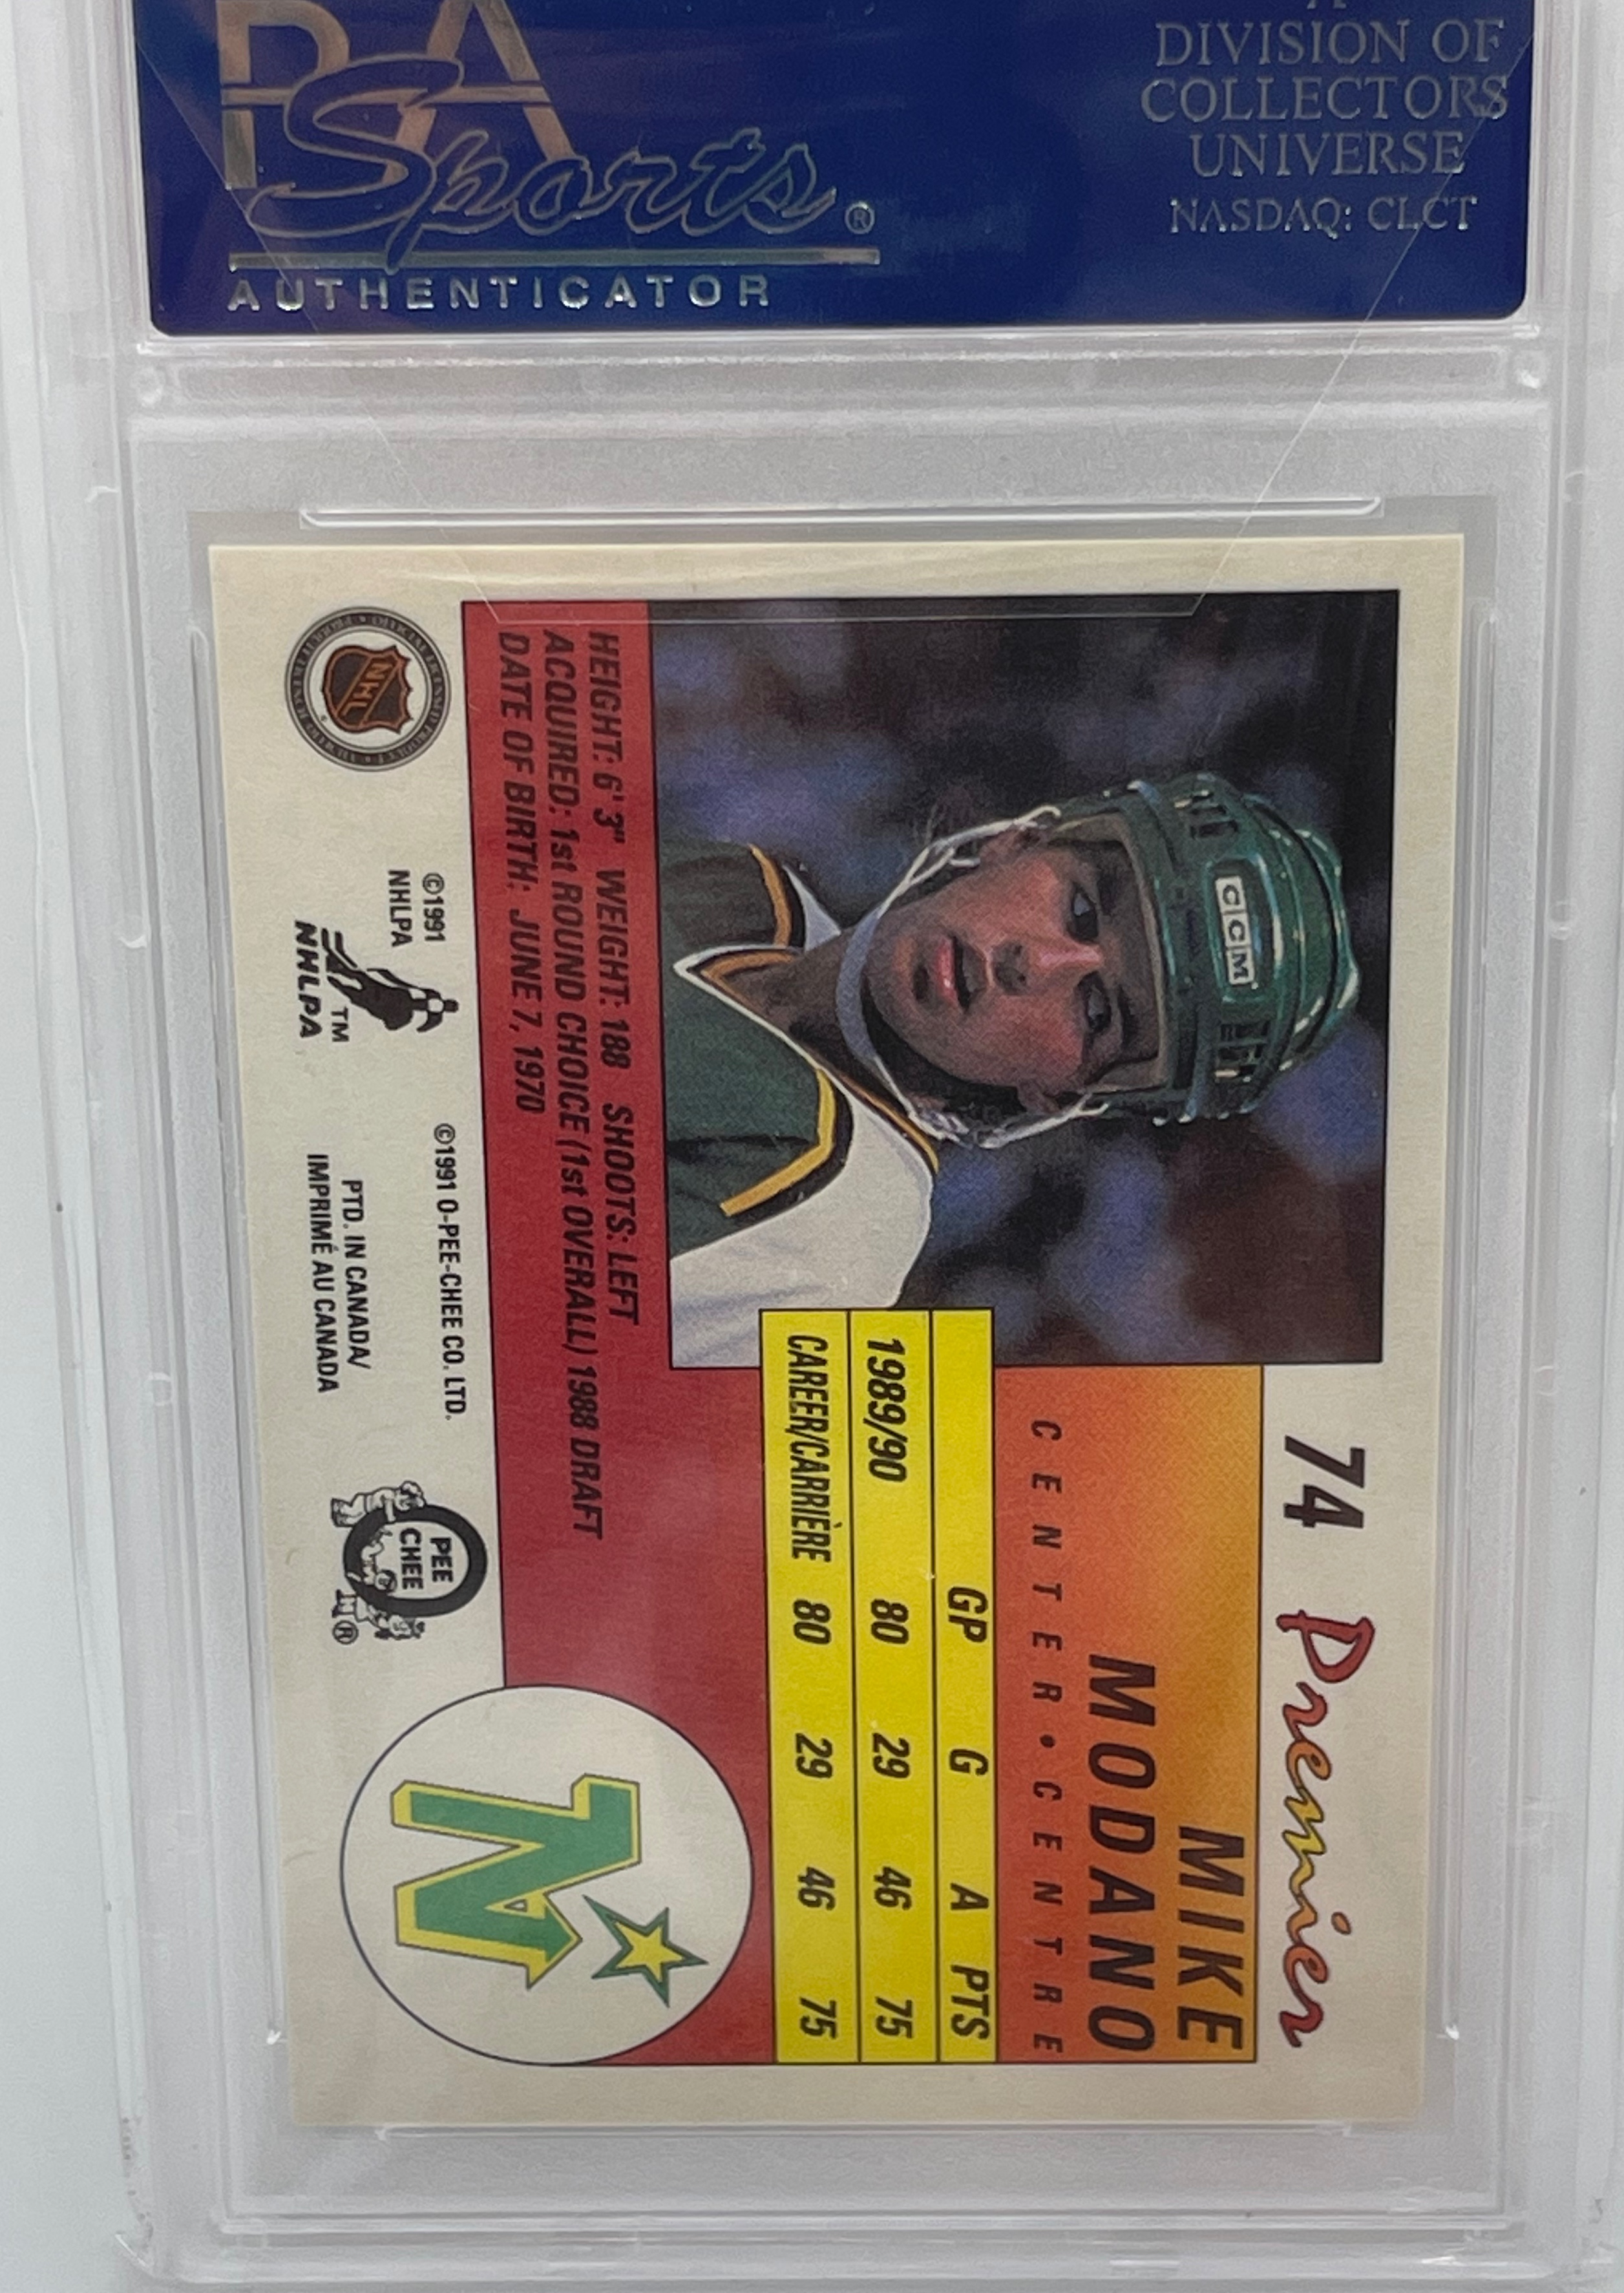 PSA
Sports®
AUTHENTICATOR
A
DIVISION OF
COLLECTORS
UNIVERSE
NASDAQ: CLCT
74 Premier
MIKE
MODANO
CENTER • CENTRE
GP G A PTS
1989/90 80 29 46 75
CAREER/CARRIÈRE 80 29 46 75
CCM
HEIGHT: 6' 3" WEIGHT: 188 SHOOTS: LEFT
ACQUIRED: 1st ROUND CHOICE (1st OVERALL) 1988 DRAFT
DATE OF BIRTH: JUNE 7, 1970
NHL
©1991
NHLPA
™
NHLPA
©1991 O-PEE-CHEE CO. LTD.
PTD. IN CANADA/
IMPRIMÉ AU CANADA
O
PEE
CHEE
®
N